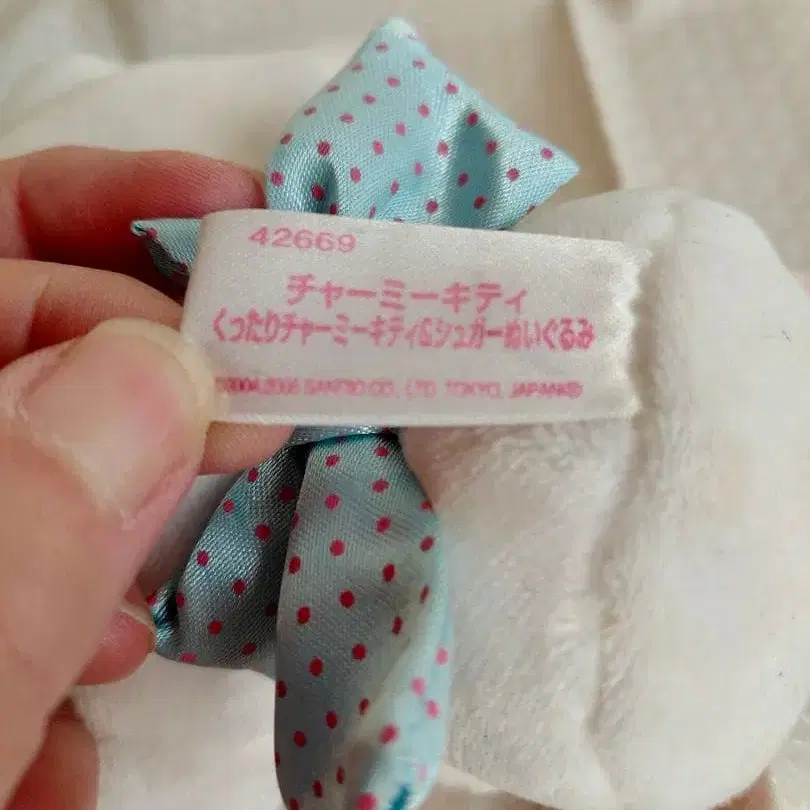 42669
チャーミーキティ
くったりチャーミーキティ&シュガーぬいぐるみ
©2004,2005 SANRIO CO., LTD. TOKYO, JAPAN®